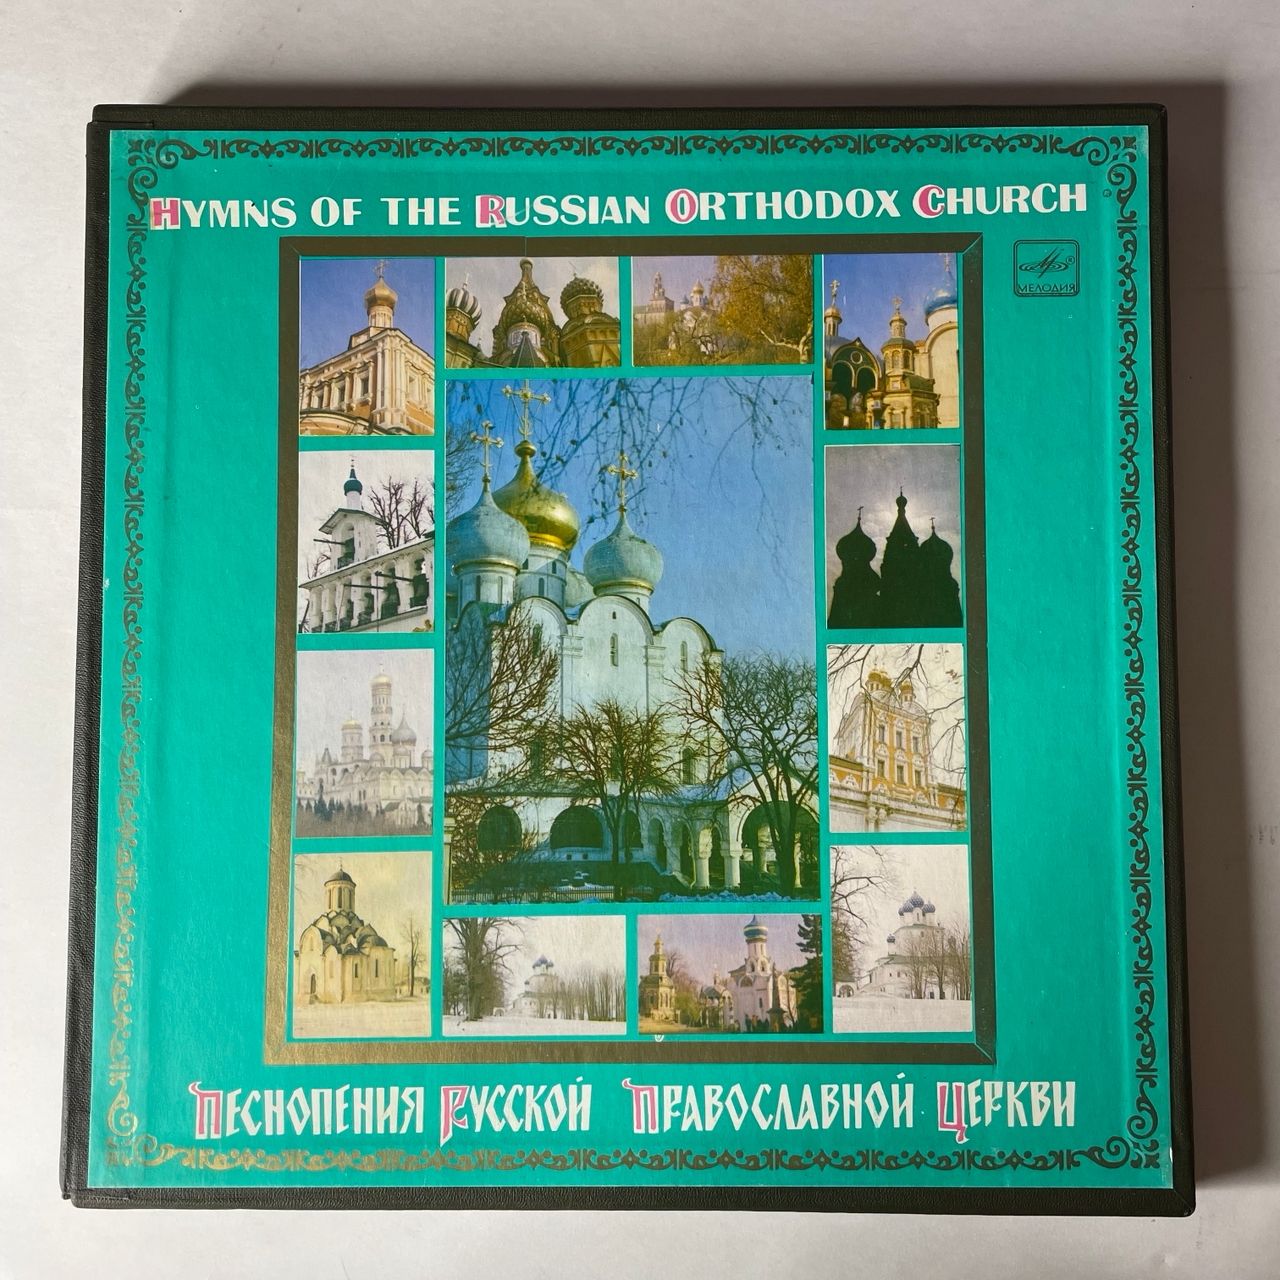 HYMNS OF THE RUSSIAN ORTHODOX CHURCH
®
МЕЛОДИЯ
ПЕСНОПЕНИЯ РУССКОЙ ПРАВОСЛАВНОЙ ЦЕРКВИ